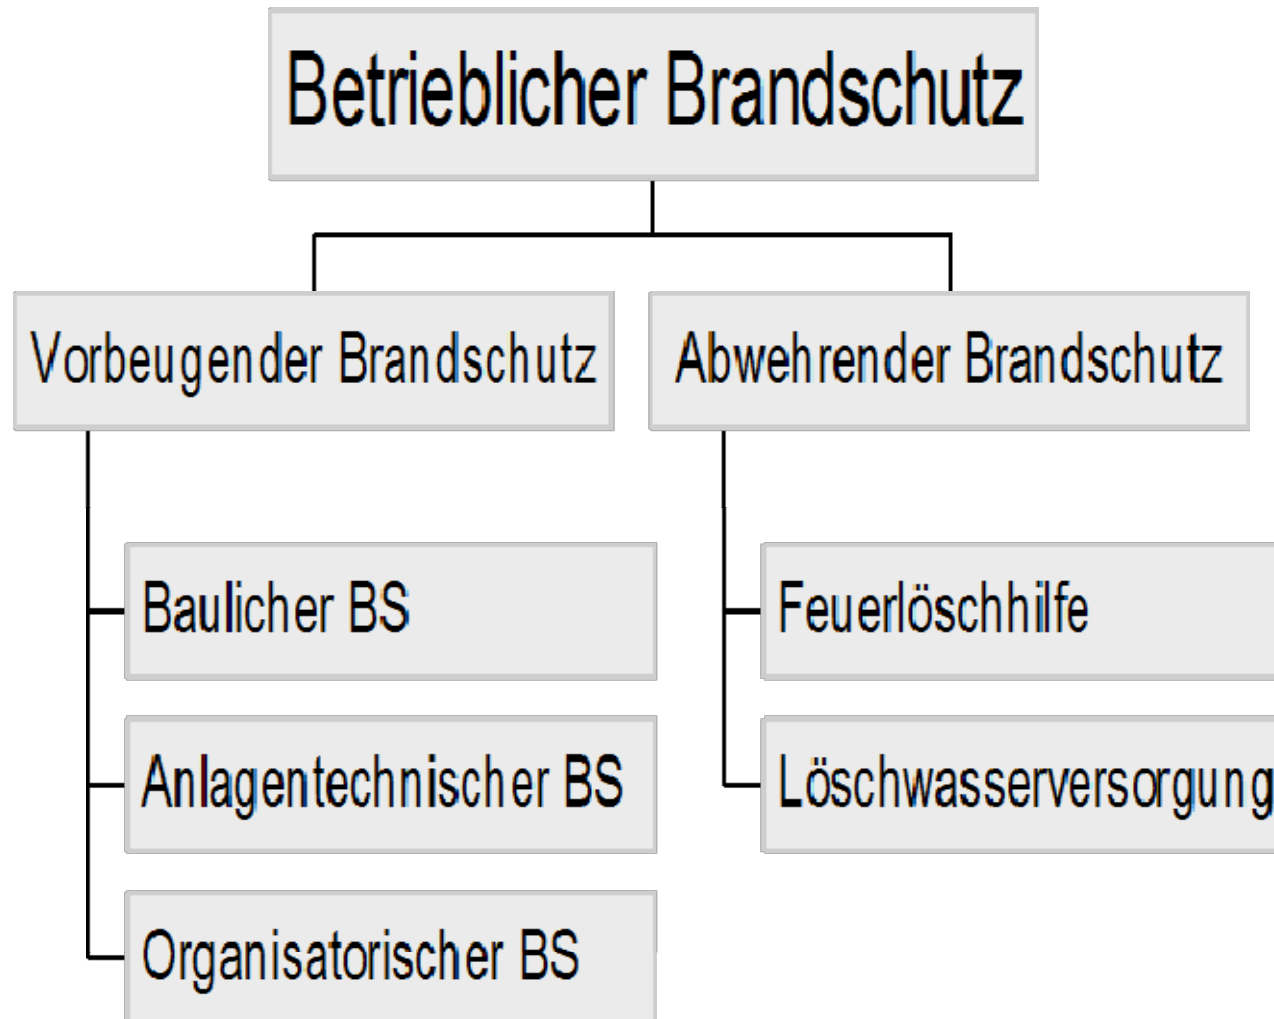 Betrieblicher Brandschutz
Vorbeugender Brandschutz
Abwehrender Brandschutz
Baulicher BS
Anlagentechnischer BS
Organisatorischer BS
Feuerlöschhilfe
Löschwasserversorgung